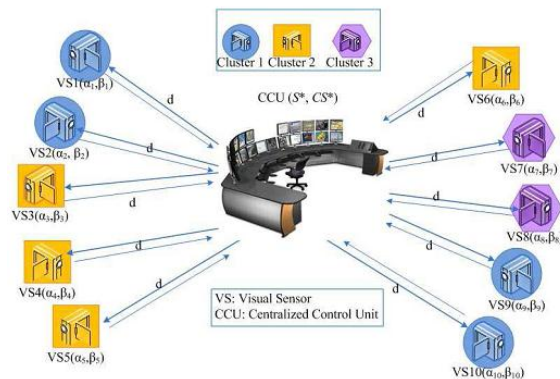 Cluster 1 Cluster 2 Cluster 3
CCU (S*, CS*)
VS1(α₁,β₁)
d
VS2(α₂, β₂)
d
VS3(α₃,β₃)
d
VS4(α₄,β₄)
d
VS5(α₅,β₅)
d
d
VS6(α₆,β₆)
d
VS7(α₇,β₇)
d
VS8(α₈,β₈)
d
VS9(α₉,β₉)
d
VS10(α₁₀,β₁₀)
VS: Visual Sensor
CCU: Centralized Control Unit